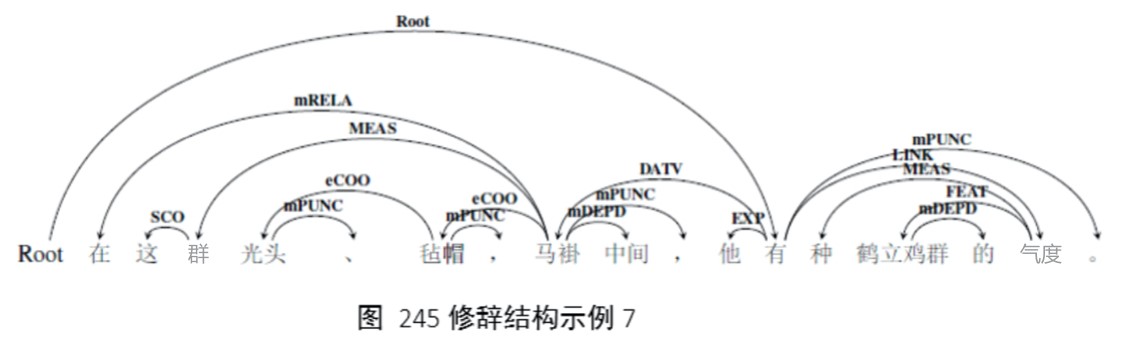 Root
mRELA
MEAS
mPUNC
LINK
MEAS
DATV
eCOO
FEAT
eCOO
mPUNC
mPUNC
mDEPD
mPUNC
mDEPD
SCO
EXP
Root 在 这 群 光头 、 毡帽 , 马褂 中间 , 他 有 种 鹤立鸡群 的 气度 。
图 245 修辞结构示例 7